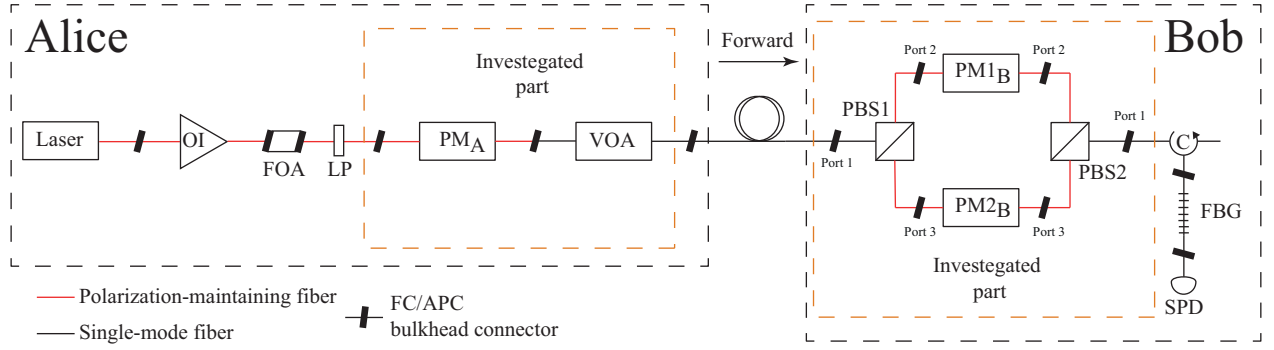 Alice
Investegated
part
Laser
OI
FOA
LP
PMA
VOA
Forward
Bob
Port 2
PM1B
Port 2
PBS1
Port 1
Port 1
C
PBS2
PM2B
Port 3
Port 3
FBG
Investegated
part
SPD
Polarization-maintaining fiber
Single-mode fiber
FC/APC
bulkhead connector